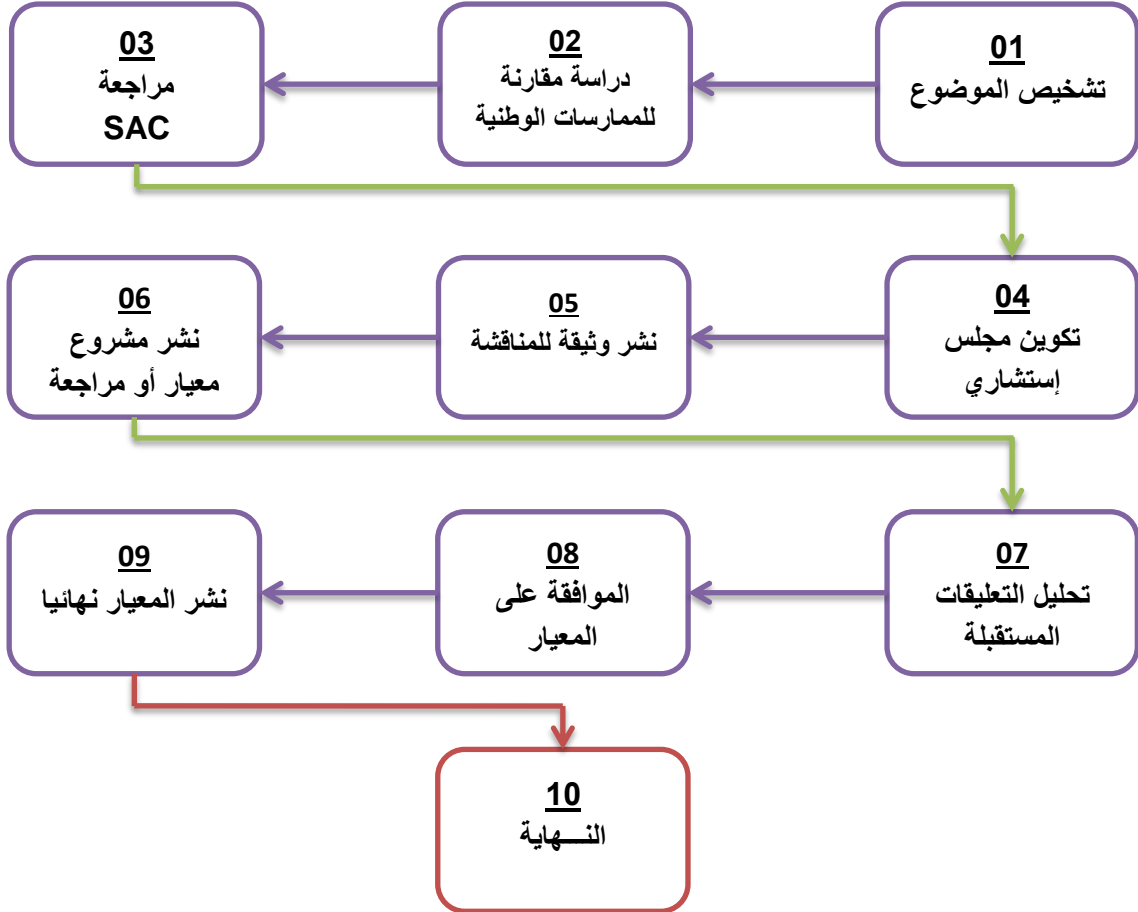 01
تشخيص الموضوع
02
دراسة مقارنة
للممارسات الوطنية
03
مراجعة
SAC
04
تكوين مجلس
إستشاري
05
نشر وثيقة للمناقشة
06
نشر مشروع
معيار أو مراجعة
07
تحليل التعليقات
المستقبلة
08
الموافقة على
المعيار
09
نشر المعيار نهائيا
10
النـــهاية